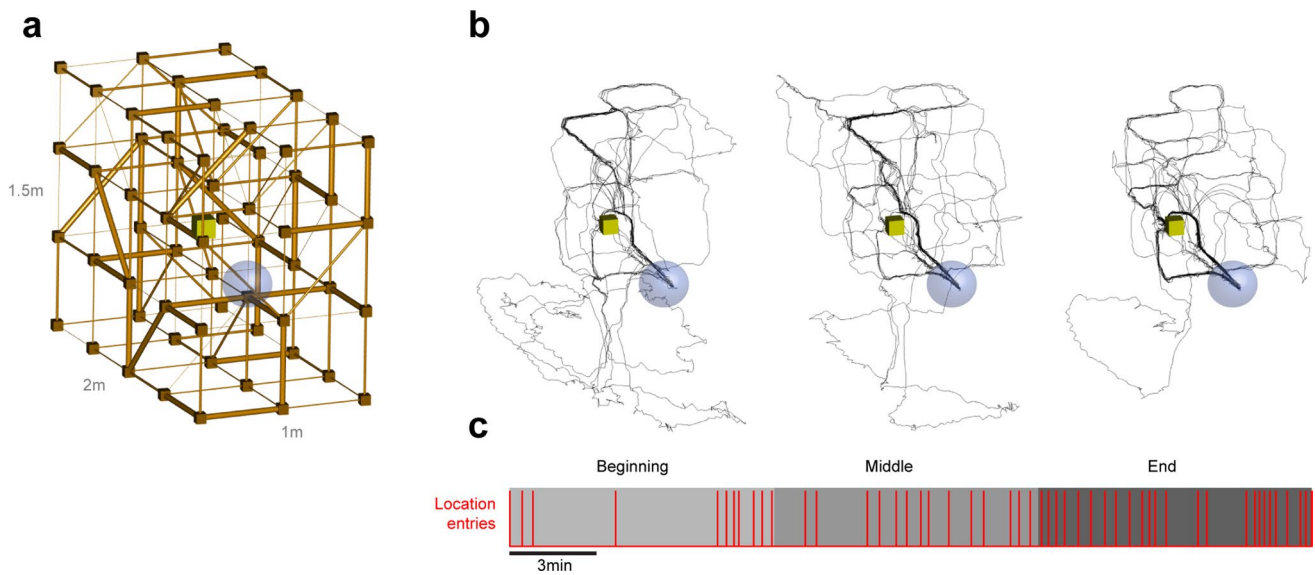 a
b
1.5m
2m
1m
c
Beginning
Middle
End
Location
entries
3min